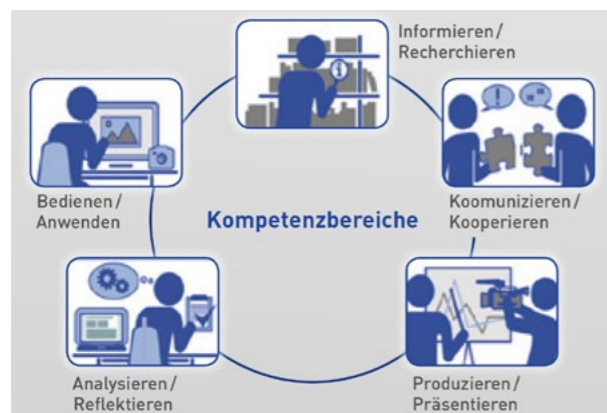 Informieren /
Recherchieren
Koomunizieren /
Kooperieren
Produzieren /
Präsentieren
Analysieren /
Reflektieren
Bedienen /
Anwenden
Kompetenzbereiche